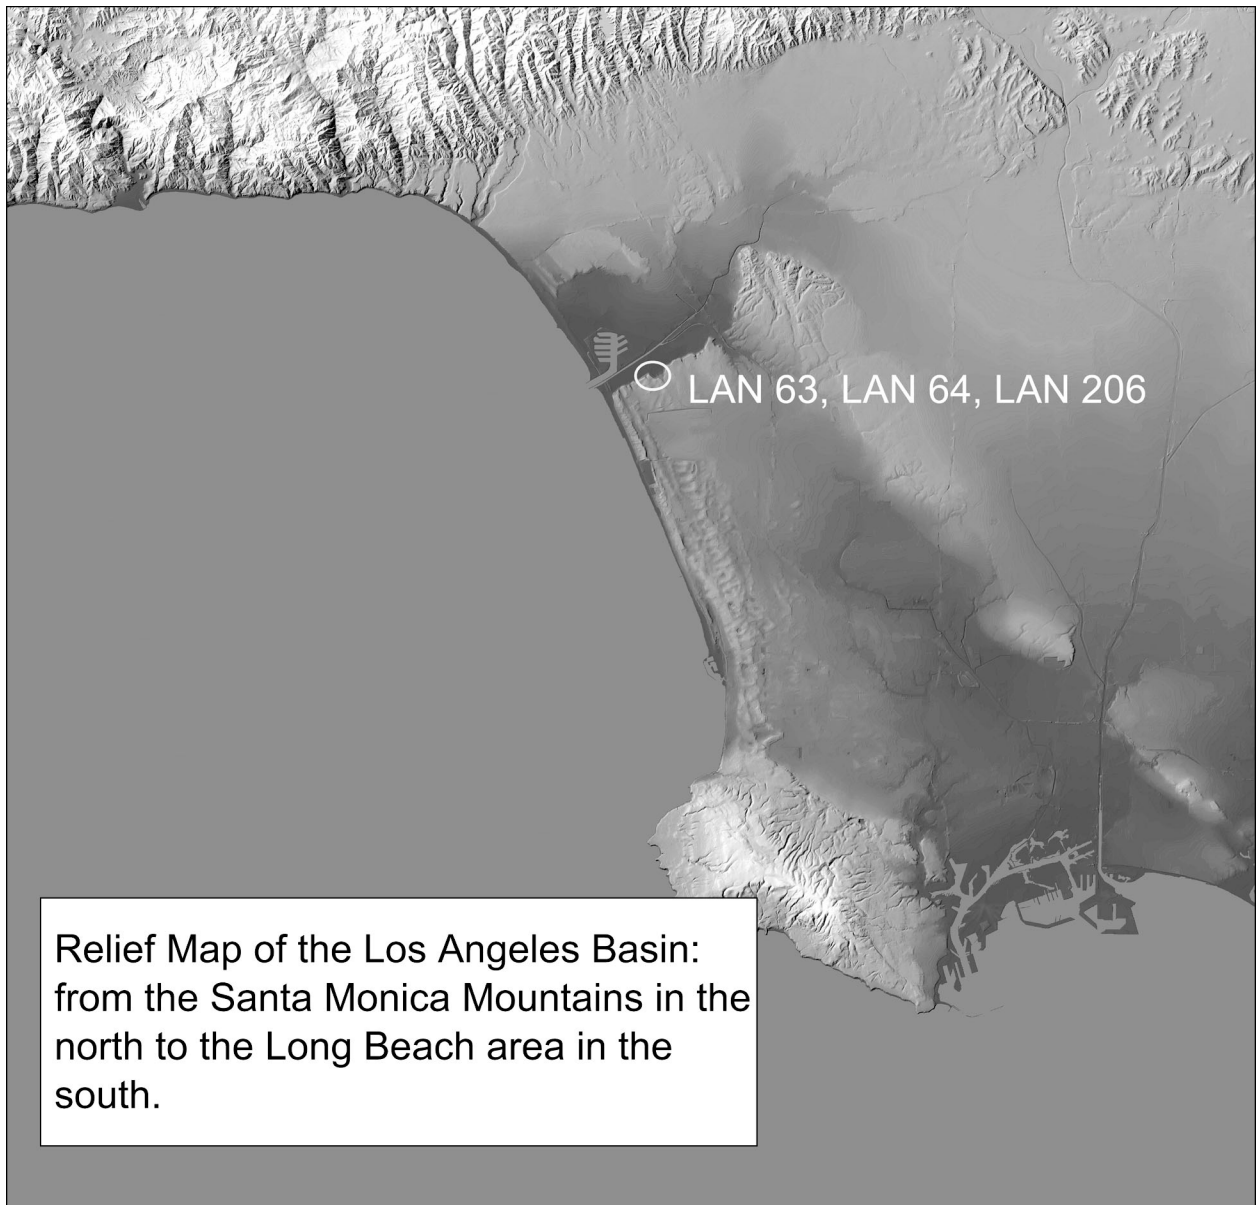 LAN 63, LAN 64, LAN 206
Relief Map of the Los Angeles Basin:
from the Santa Monica Mountains in the
north to the Long Beach area in the
south.